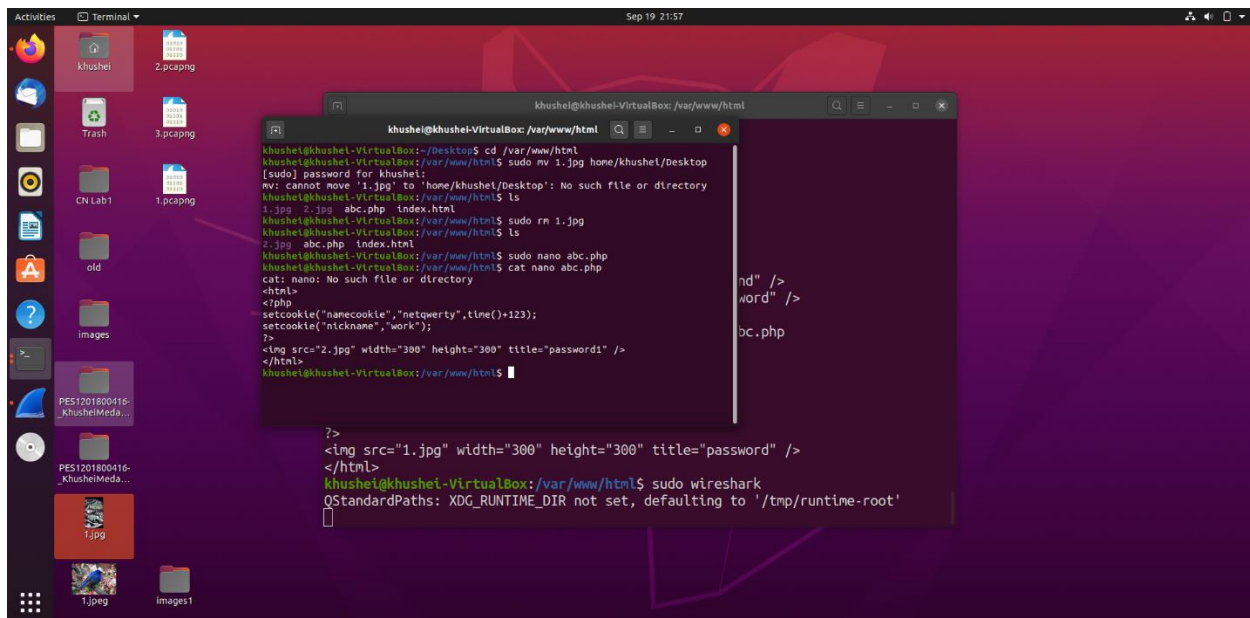 Activities
Terminal
Sep 19 21:57
khushei
2.pcapng
Trash
3.pcapng
CN Lab1
1.pcapng
old
images
PES1201800416-
_KhusheiMeda...
PES1201800416-
_KhusheiMeda...
1.jpg
1.jpeg
images1
khushei@khushei-VirtualBox: /var/www/html
khushei@khushei-VirtualBox: /var/www/html
khushei@khushei-VirtualBox:~/Desktop$ cd /var/www/html
khushei@khushei-VirtualBox:/var/www/html$ sudo mv 1.jpg home/khushei/Desktop
[sudo] password for khushei:
mv: cannot move '1.jpg' to 'home/khushei/Desktop': No such file or directory
khushei@khushei-VirtualBox:/var/www/html$ ls
1.jpg 2.jpg abc.php index.html
khushei@khushei-VirtualBox:/var/www/html$ sudo rm 1.jpg
khushei@khushei-VirtualBox:/var/www/html$ ls
2.jpg abc.php index.html
khushei@khushei-VirtualBox:/var/www/html$ sudo nano abc.php
khushei@khushei-VirtualBox:/var/www/html$ cat nano abc.php
cat: nano: No such file or directory
<html>
<?php
setcookie("namecookie","netqwerty",time()+123);
setcookie("nickname","work");
?>
<img src="2.jpg" width="300" height="300" title="password1" />
</html>
khushei@khushei-VirtualBox:/var/www/html$
nd" />
word" />
bc.php
?>
<img src="1.jpg" width="300" height="300" title="password" />
</html>
khushei@khushei-VirtualBox:/var/www/html$ sudo wireshark
QStandardPaths: XDG_RUNTIME_DIR not set, defaulting to '/tmp/runtime-root'